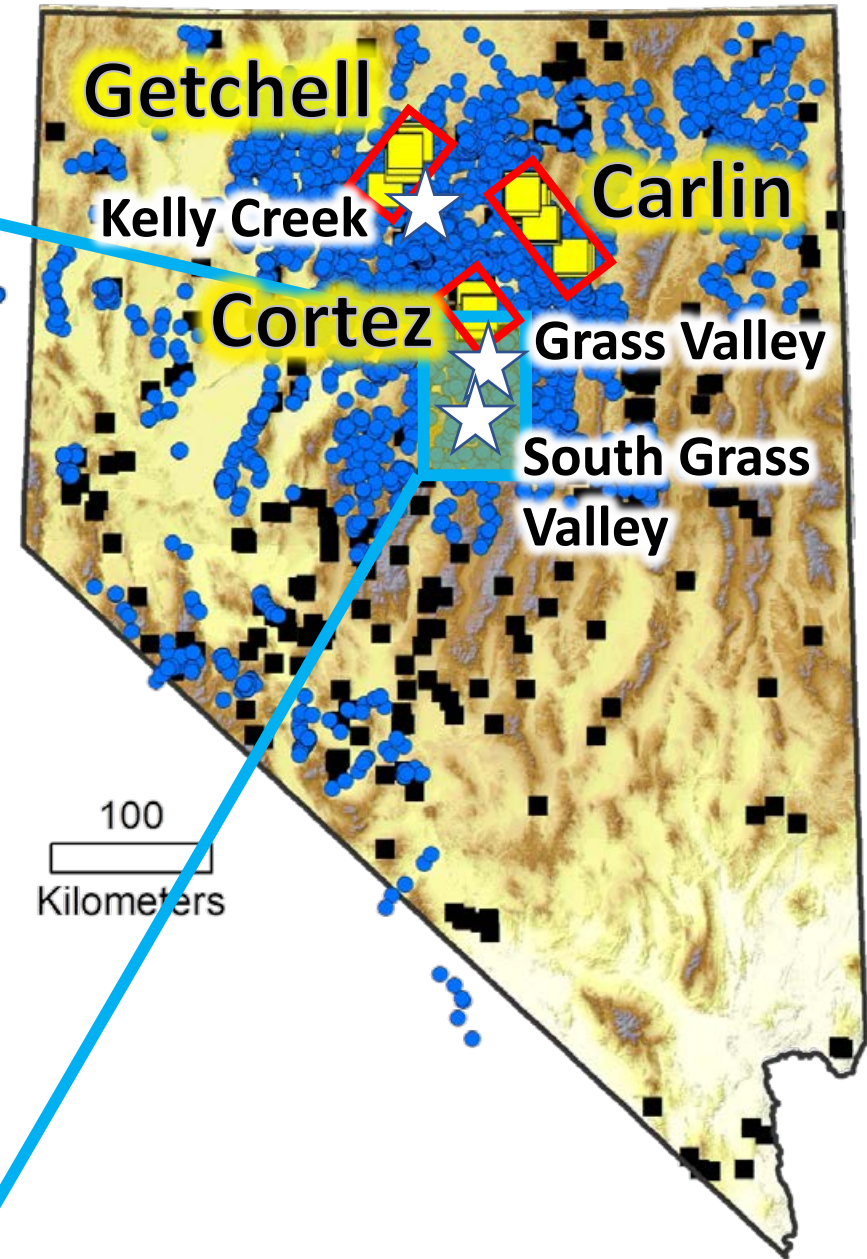 Getchell
Carlin
Kelly Creek
Cortez
Grass Valley
South Grass
Valley
100
Kilometers